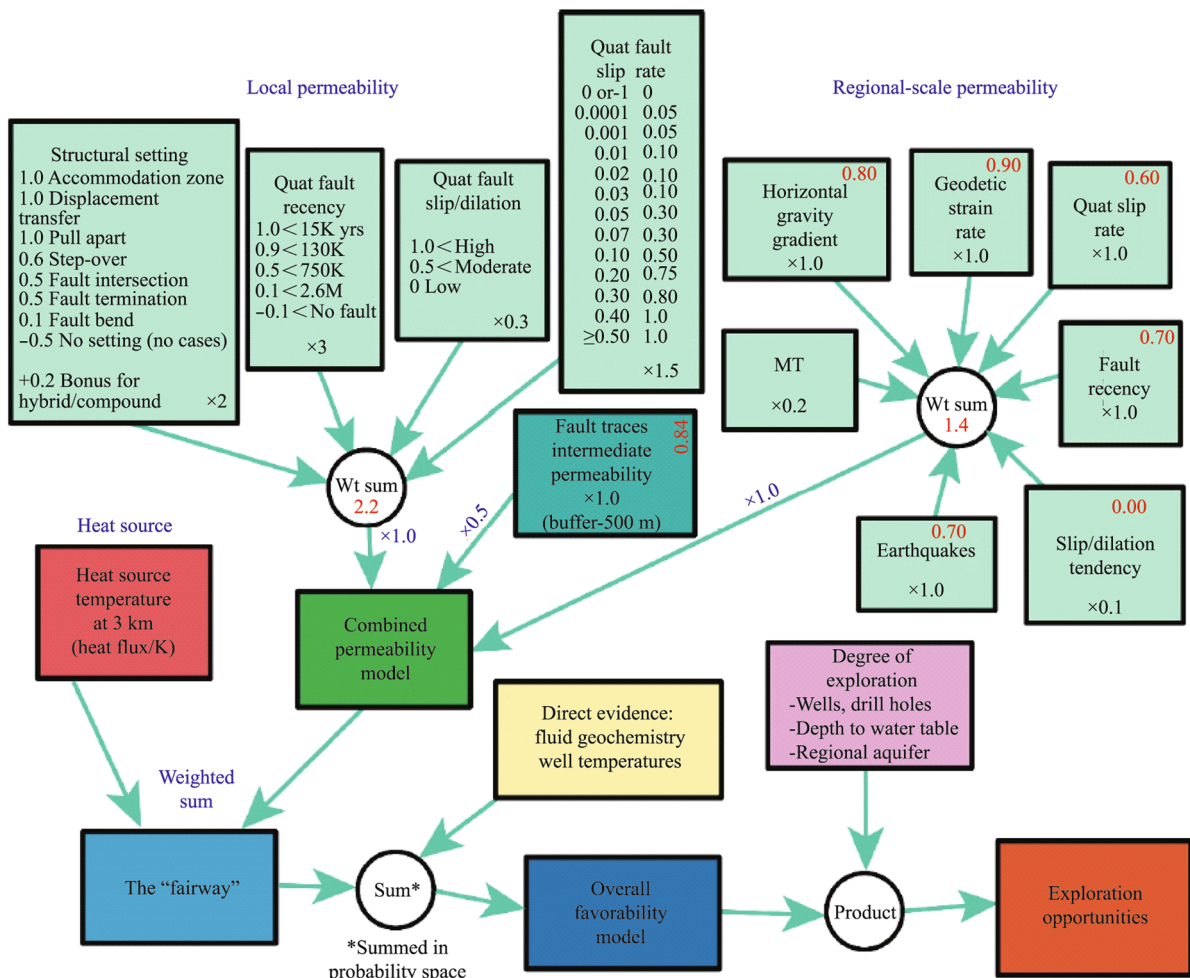 Local permeability
Regional-scale permeability
Structural setting
1.0 Accommodation zone
1.0 Displacement
transfer
1.0 Pull apart
0.6 Step-over
0.5 Fault intersection
0.5 Fault termination
0.1 Fault bend
–0.5 No setting (no cases)
+0.2 Bonus for
hybrid/compound ×2
Quat fault
recency
1.0<15K yrs
0.9<130K
0.5<750K
0.1<2.6M
–0.1<No fault
×3
Quat fault
slip/dilation
1.0<High
0.5<Moderate
0 Low
×0.3
Quat fault
slip rate
0 or-1 0
0.0001 0.05
0.001 0.05
0.01 0.10
0.02 0.10
0.03 0.10
0.05 0.30
0.07 0.30
0.10 0.50
0.20 0.75
0.30 0.80
0.40 1.0
≥0.50 1.0
×1.5
0.80
Horizontal
gravity
gradient
×1.0
0.90
Geodetic
strain
rate
×1.0
0.60
Quat slip
rate
×1.0
MT
×0.2
0.70
Fault
recency
×1.0
Wt sum
1.4
0.70
Earthquakes
×1.0
0.00
Slip/dilation
tendency
×0.1
Fault traces
intermediate
permeability
×1.0
(buffer-500 m)
0.84
Wt sum
2.2
×1.0
×0.5
×1.0
Heat source
Heat source
temperature
at 3 km
(heat flux/K)
Combined
permeability
model
Direct evidence:
fluid geochemistry
well temperatures
Degree of
exploration
-Wells, drill holes
-Depth to water table
-Regional aquifer
Weighted
sum
The “fairway”
Sum*
*Summed in
probability space
Overall
favorability
model
Product
Exploration
opportunities